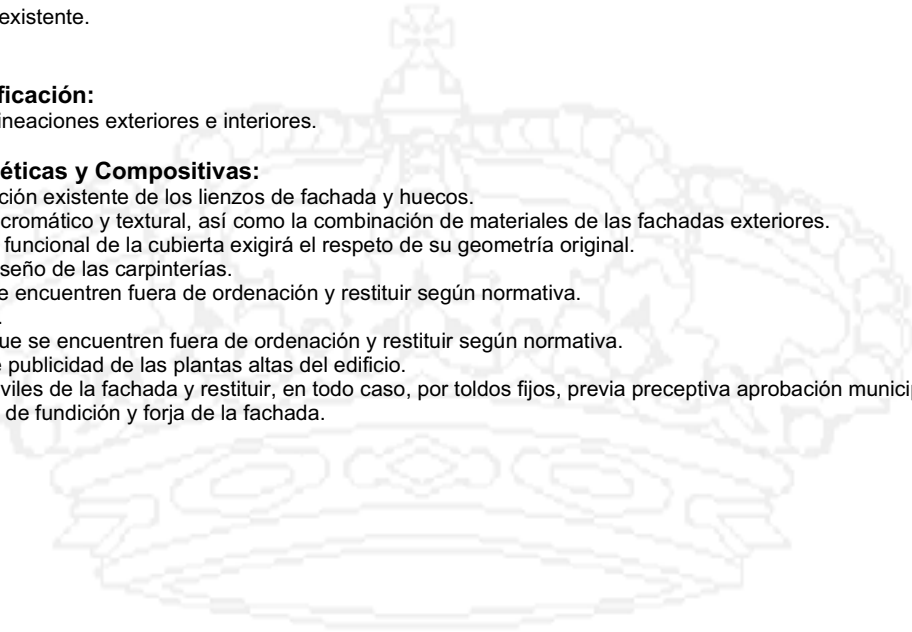 existente.
ficación:
ineaciones exteriores e interiores.
éticas y Compositivas:
ción existente de los lienzos de fachada y huecos.
cromático y textural, así como la combinación de materiales de las fachadas exteriores.
funcional de la cubierta exigirá el respeto de su geometría original.
seño de las carpinterías.
e encuentren fuera de ordenación y restituir según normativa.
.
ue se encuentren fuera de ordenación y restituir según normativa.
e publicidad de las plantas altas del edificio.
viles de la fachada y restituir, en todo caso, por toldos fijos, previa preceptiva aprobación munici
de fundición y forja de la fachada.